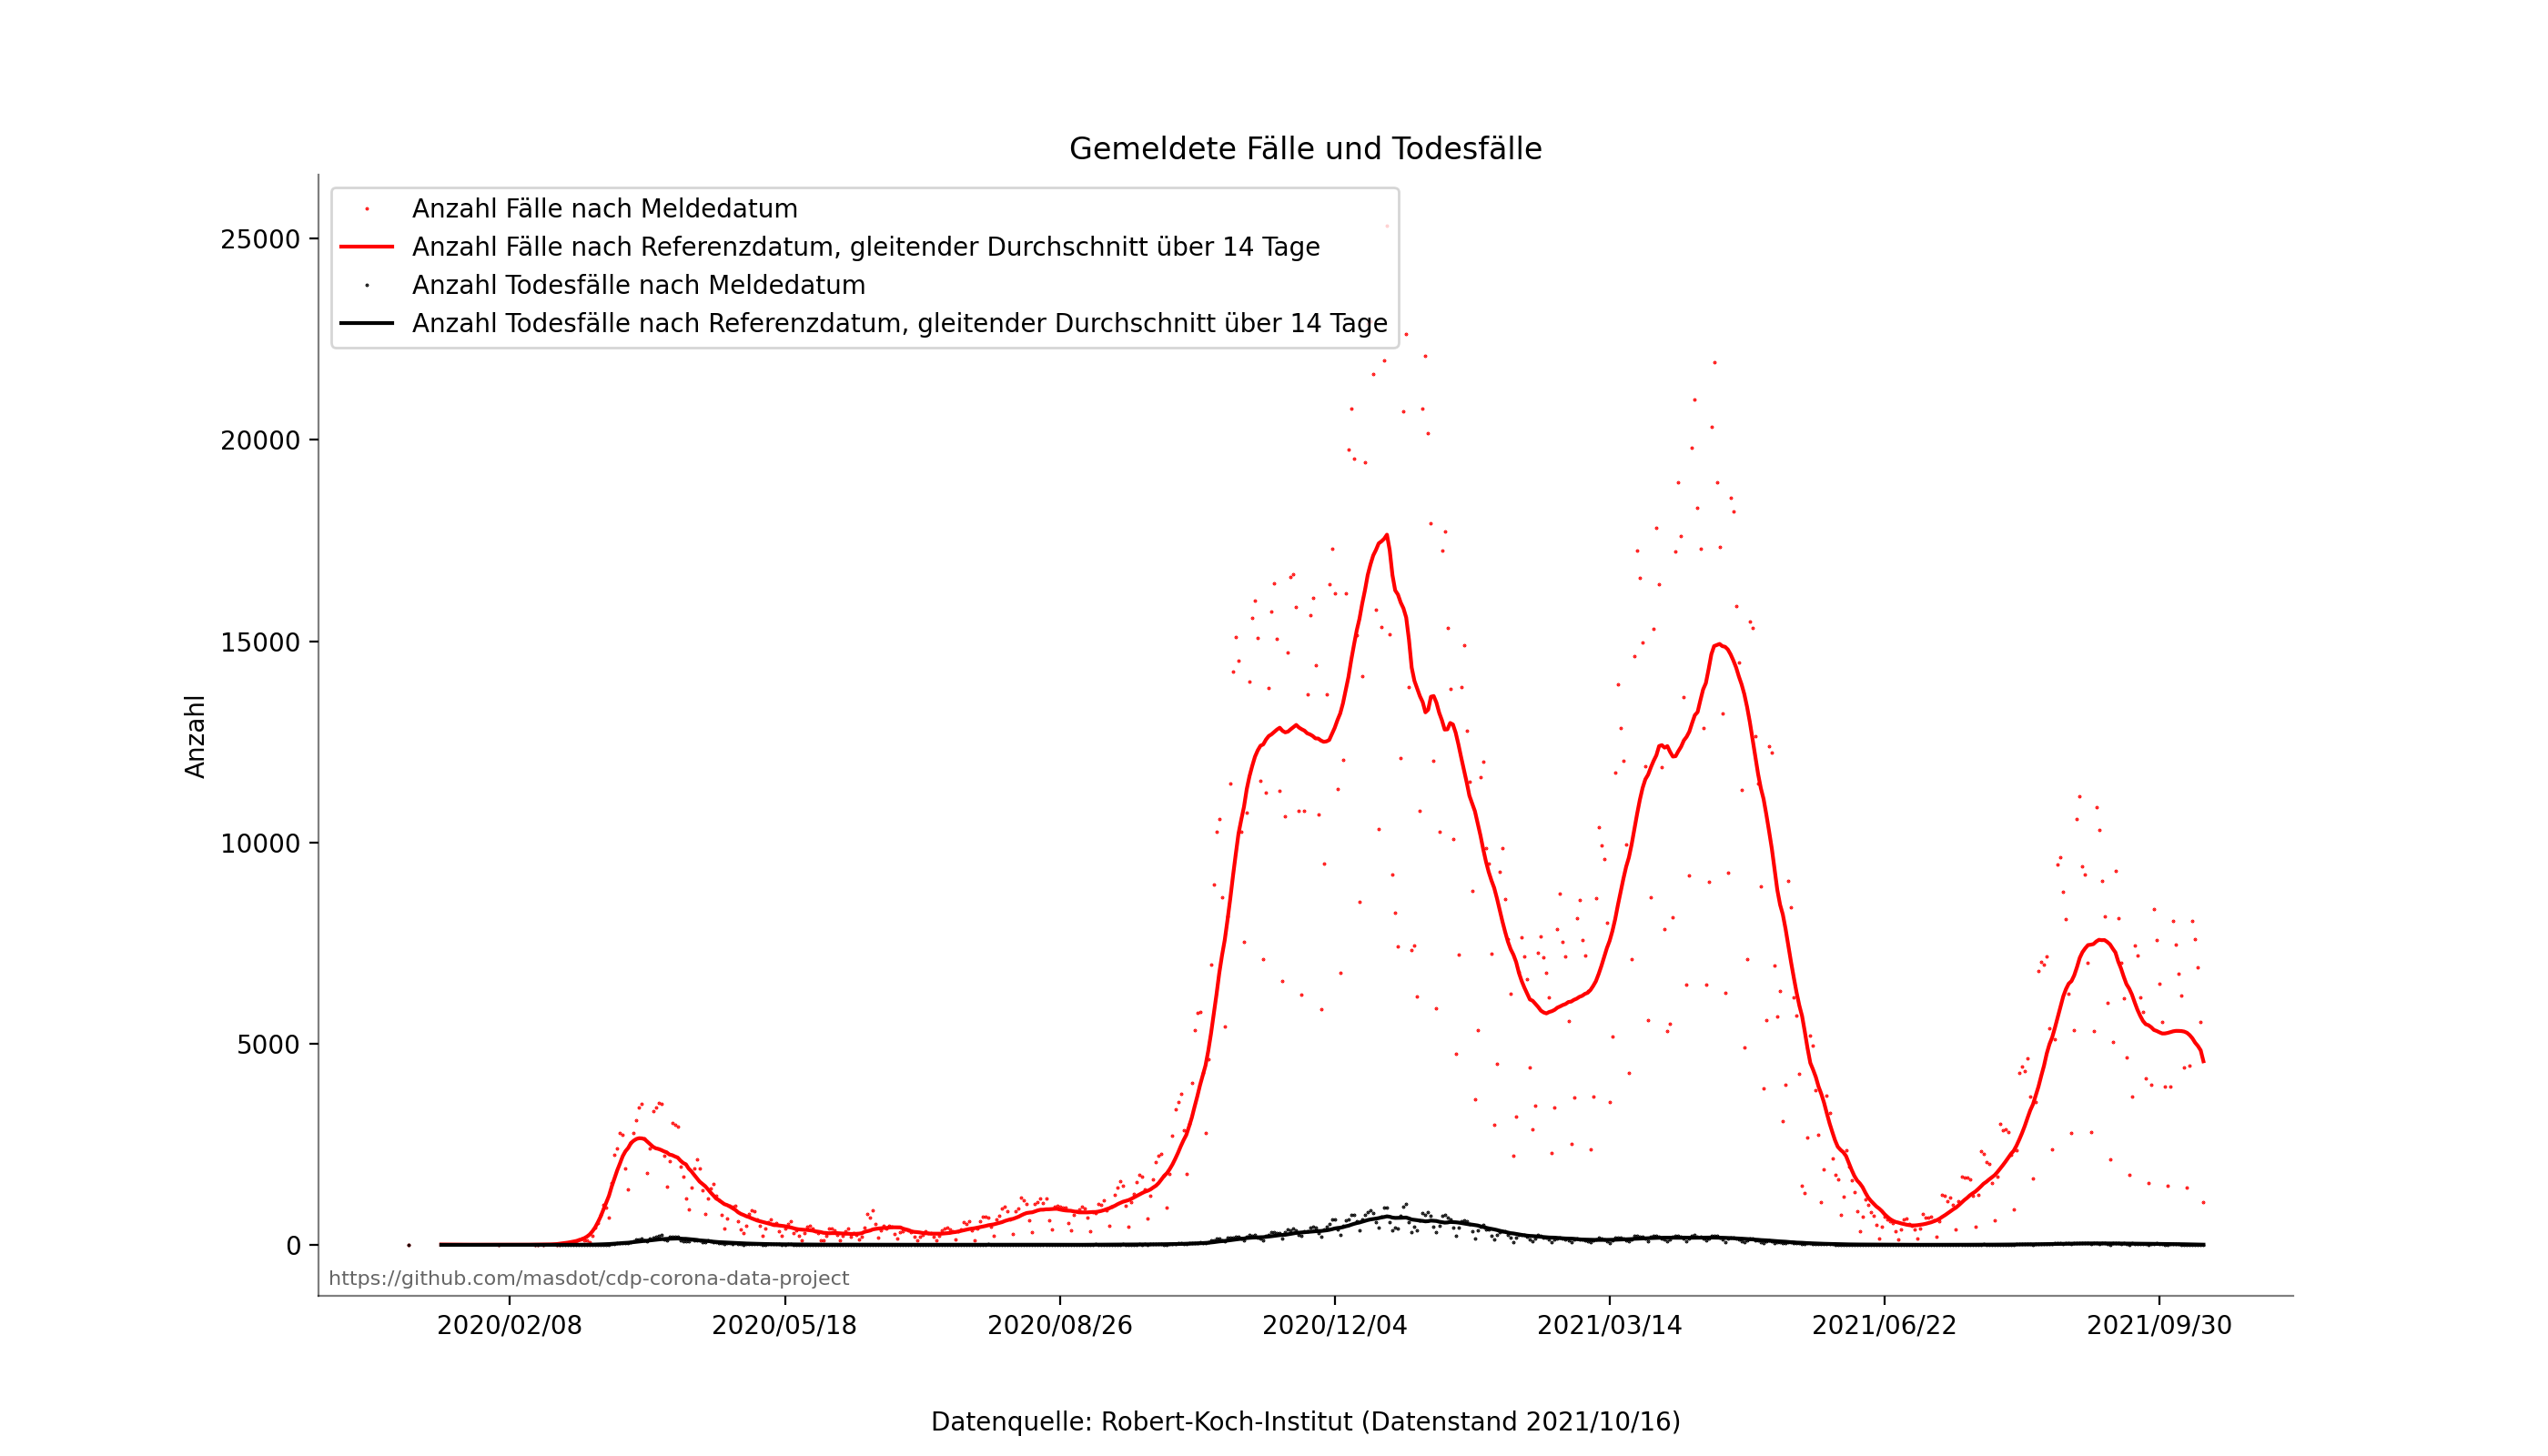 Gemeldete Fälle und Todesfälle
Anzahl Fälle nach Meldedatum
Anzahl Fälle nach Referenzdatum, gleitender Durchschnitt über 14 Tage
Anzahl Todesfälle nach Meldedatum
Anzahl Todesfälle nach Referenzdatum, gleitender Durchschnitt über 14 Tage
25000
20000
15000
10000
5000
0
Anzahl
https://github.com/masdot/cdp-corona-data-project
2020/02/08 2020/05/18 2020/08/26 2020/12/04 2021/03/14 2021/06/22 2021/09/30
Datenquelle: Robert-Koch-Institut (Datenstand 2021/10/16)